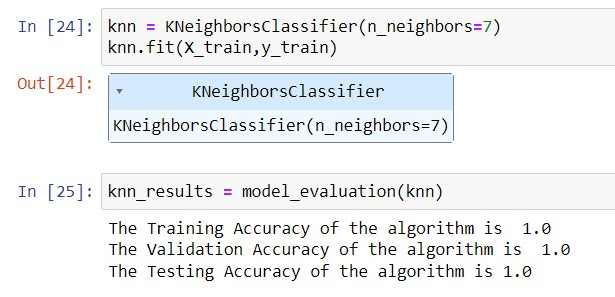 In [24]: knn = KNeighborsClassifier(n_neighbors=7)
knn.fit(X_train,y_train)
Out[24]: ▾ KNeighborsClassifier
KNeighborsClassifier(n_neighbors=7)
In [25]: knn_results = model_evaluation(knn)
The Training Accuracy of the algorithm is  1.0
The Validation Accuracy of the algorithm is  1.0
The Testing Accuracy of the algorithm is 1.0